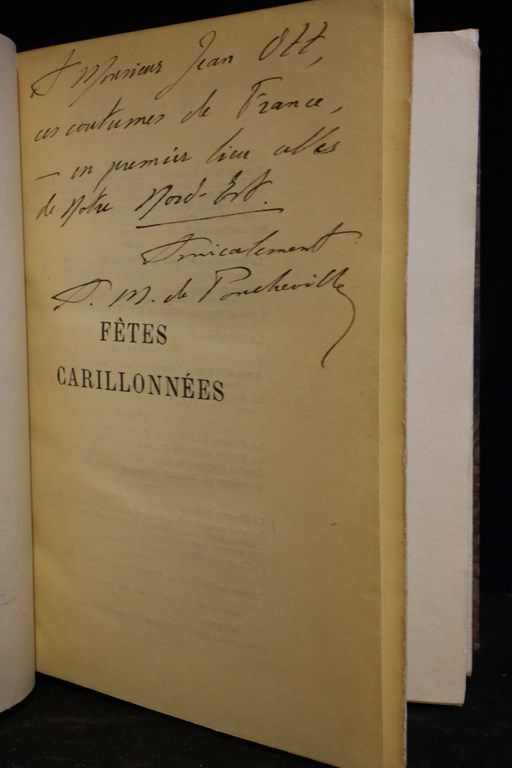 A Monsieur Jean Ott,
ces coutumes de France,
– en premier lieu celles
de Notre Nord-Est.
Amicalement
A. M. de Poncheville
FÊTES
CARILLONNÉES